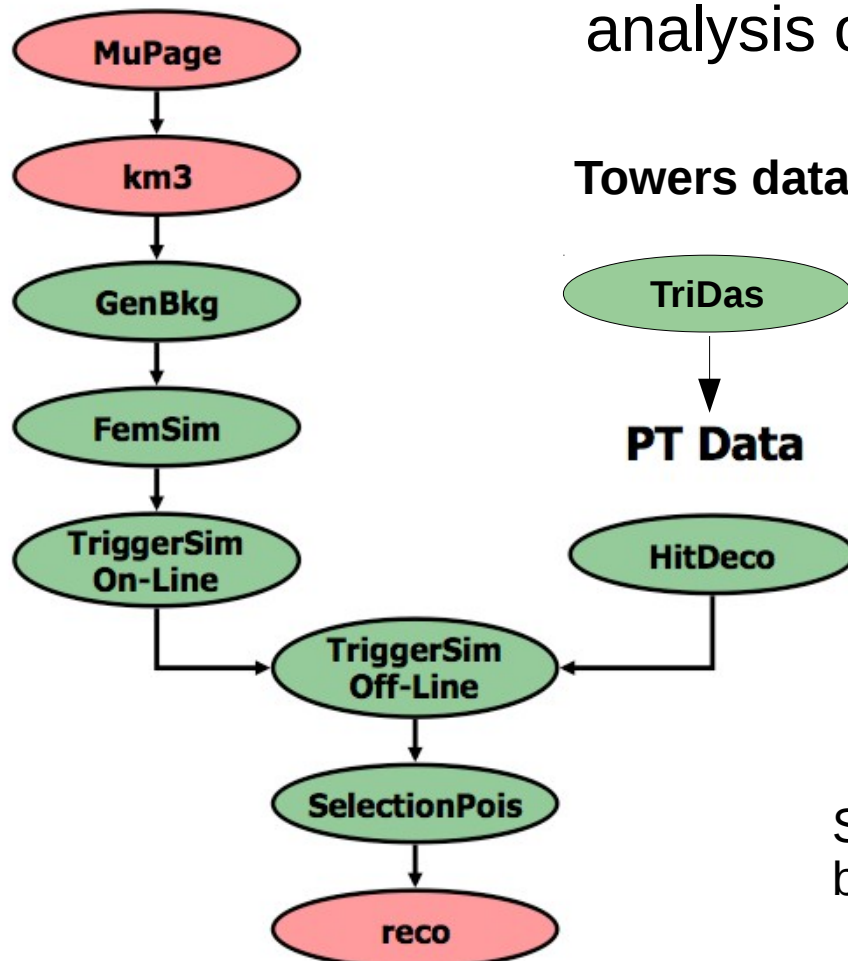 analysis
Towers data
MuPage
km3
GenBkg
FemSim
TriggerSim
On-Line
TriDas
PT Data
HitDeco
TriggerSim
Off-Line
SelectionPois
reco